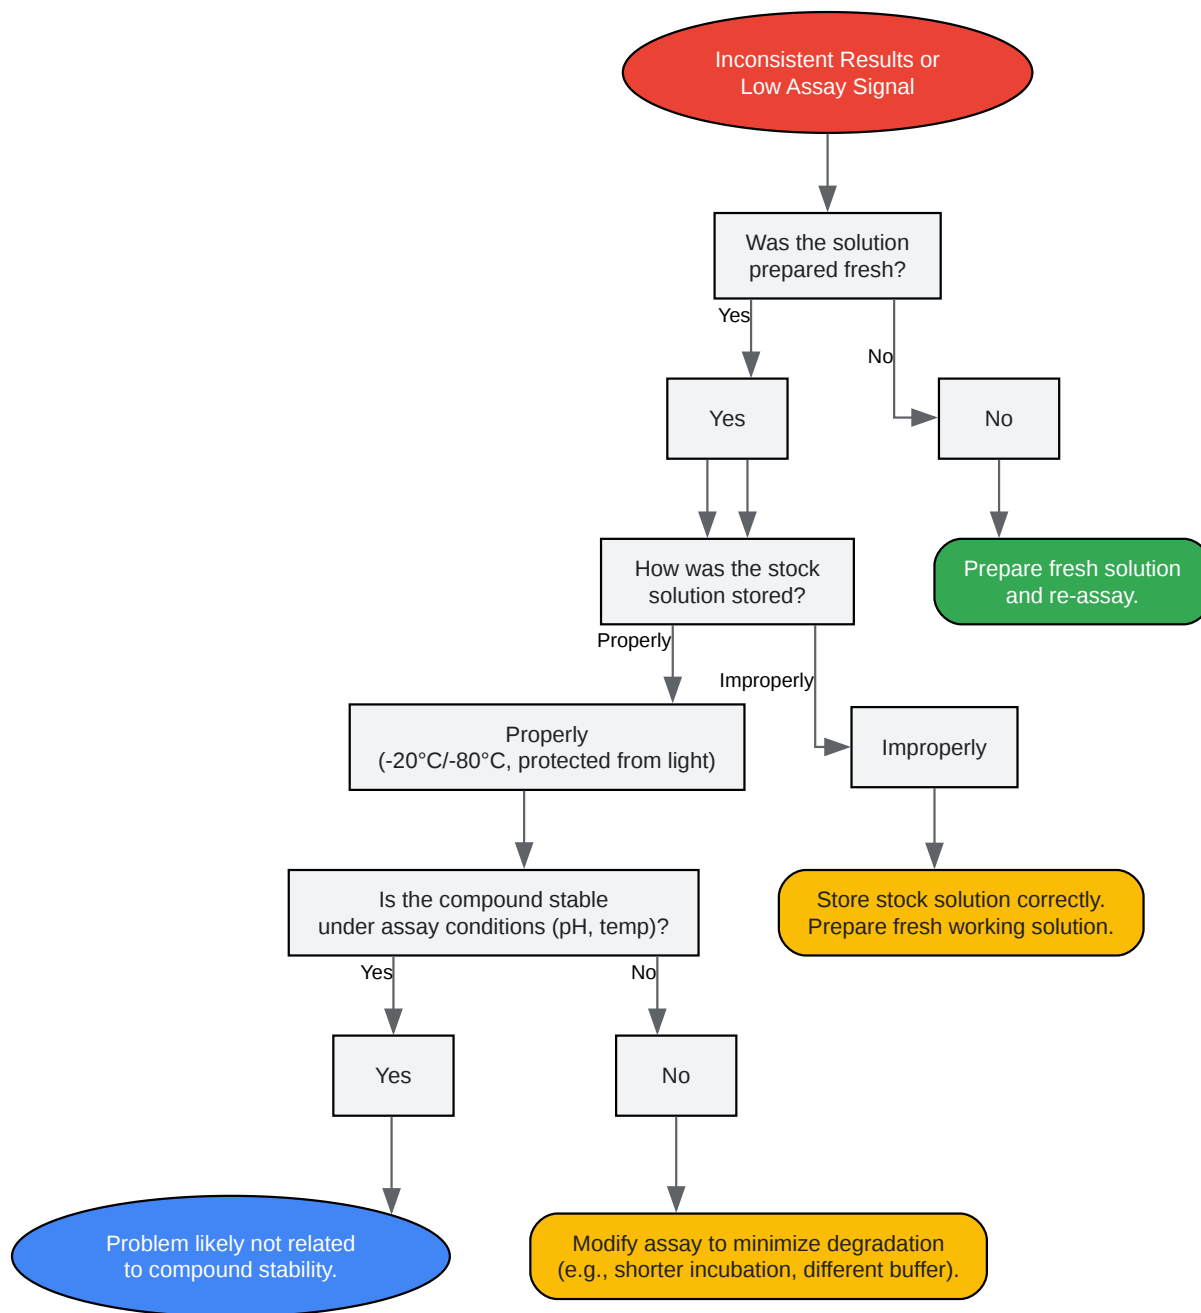 Inconsistent Results or
Low Assay Signal
Was the solution
prepared fresh?
Yes
No
Yes
No
How was the stock
solution stored?
Prepare fresh solution
and re-assay.
Properly
Improperly
Properly
(-20°C/-80°C, protected from light)
Improperly
Is the compound stable
under assay conditions (pH, temp)?
Store stock solution correctly.
Prepare fresh working solution.
Yes
No
Yes
No
Problem likely not related
to compound stability.
Modify assay to minimize degradation
(e.g., shorter incubation, different buffer).